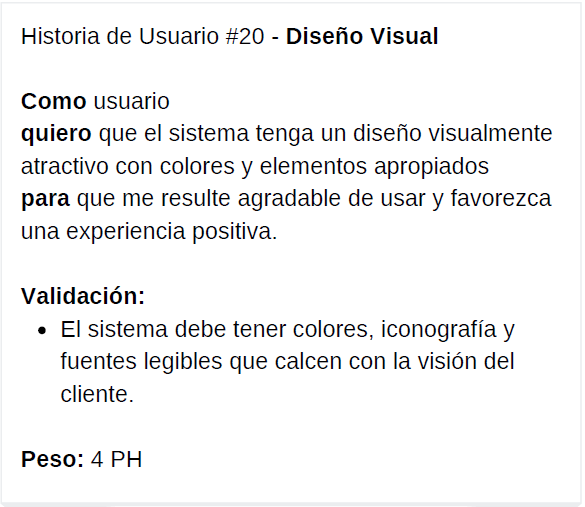 Historia de Usuario #20 - Diseño Visual
Como usuario
quiero que el sistema tenga un diseño visualmente
atractivo con colores y elementos apropiados
para que me resulte agradable de usar y favorezca
una experiencia positiva.
Validación:
• El sistema debe tener colores, iconografía y
fuentes legibles que calcen con la visión del
cliente.
Peso: 4 PH